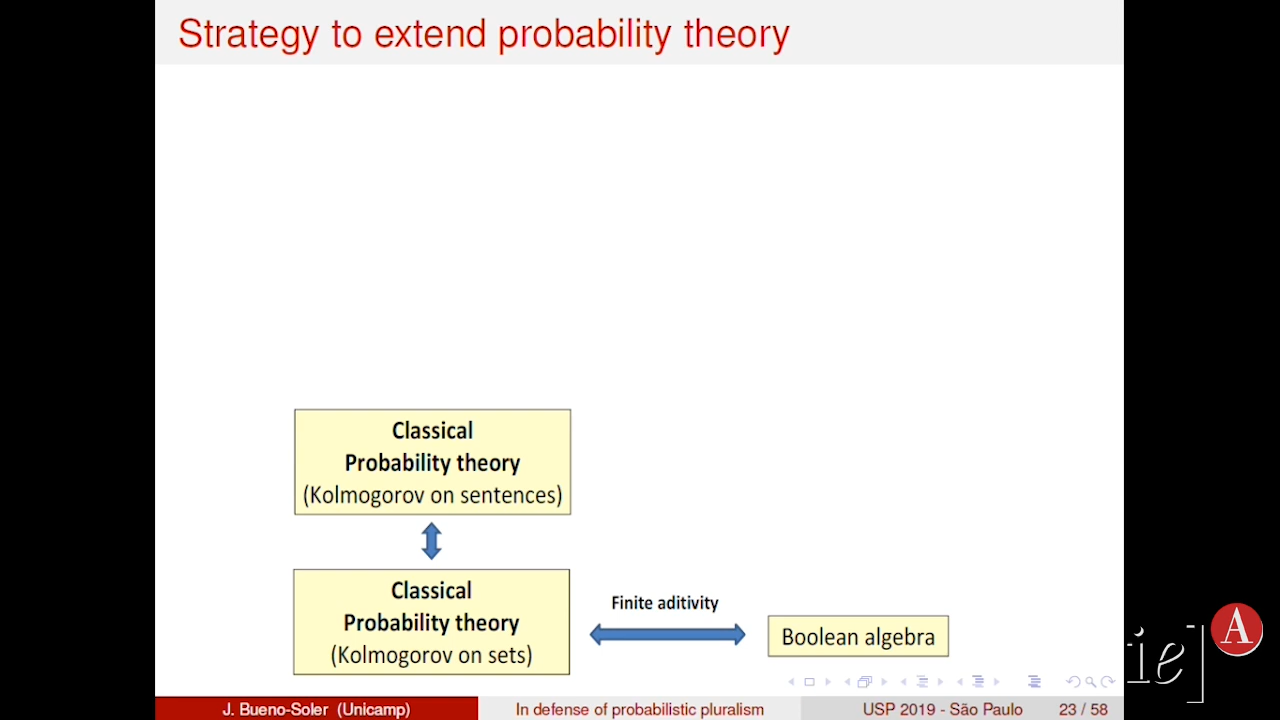 Strategy to extend probability theory
Classical
Probability theory
(Kolmogorov on sentences)
Classical
Probability theory
(Kolmogorov on sets)
Finite aditivity
Boolean algebra
J. Bueno-Soler (Unicamp)
In defense of probabilistic pluralism
USP 2019 - São Paulo
23 / 58
ie]
A